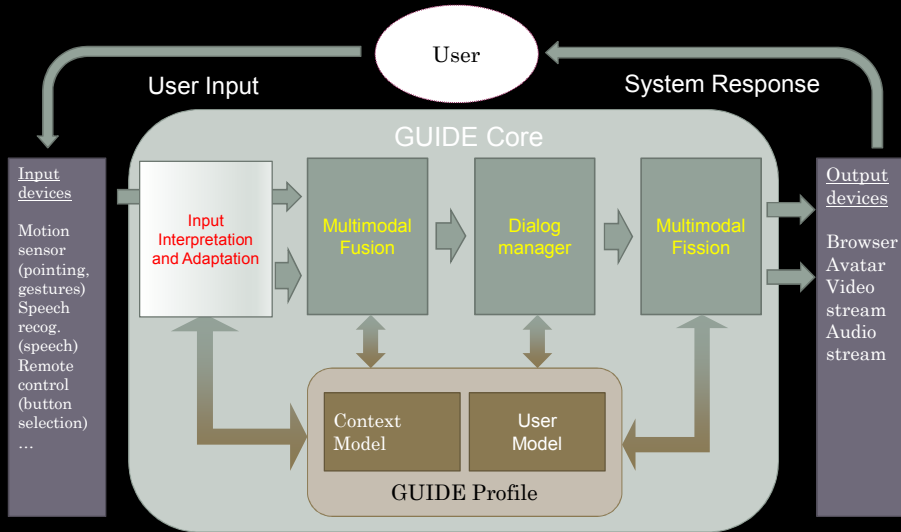 User
User Input
System Response
GUIDE Core
Input
devices
Motion
sensor
(pointing,
gestures)
Speech
recog.
(speech)
Remote
control
(button
selection)
…
Input
Interpretation
and Adaptation
Multimodal
Fusion
Dialog
manager
Multimodal
Fission
Output
devices
Browser
Avatar
Video
stream
Audio
stream
Context
Model
User
Model
GUIDE Profile